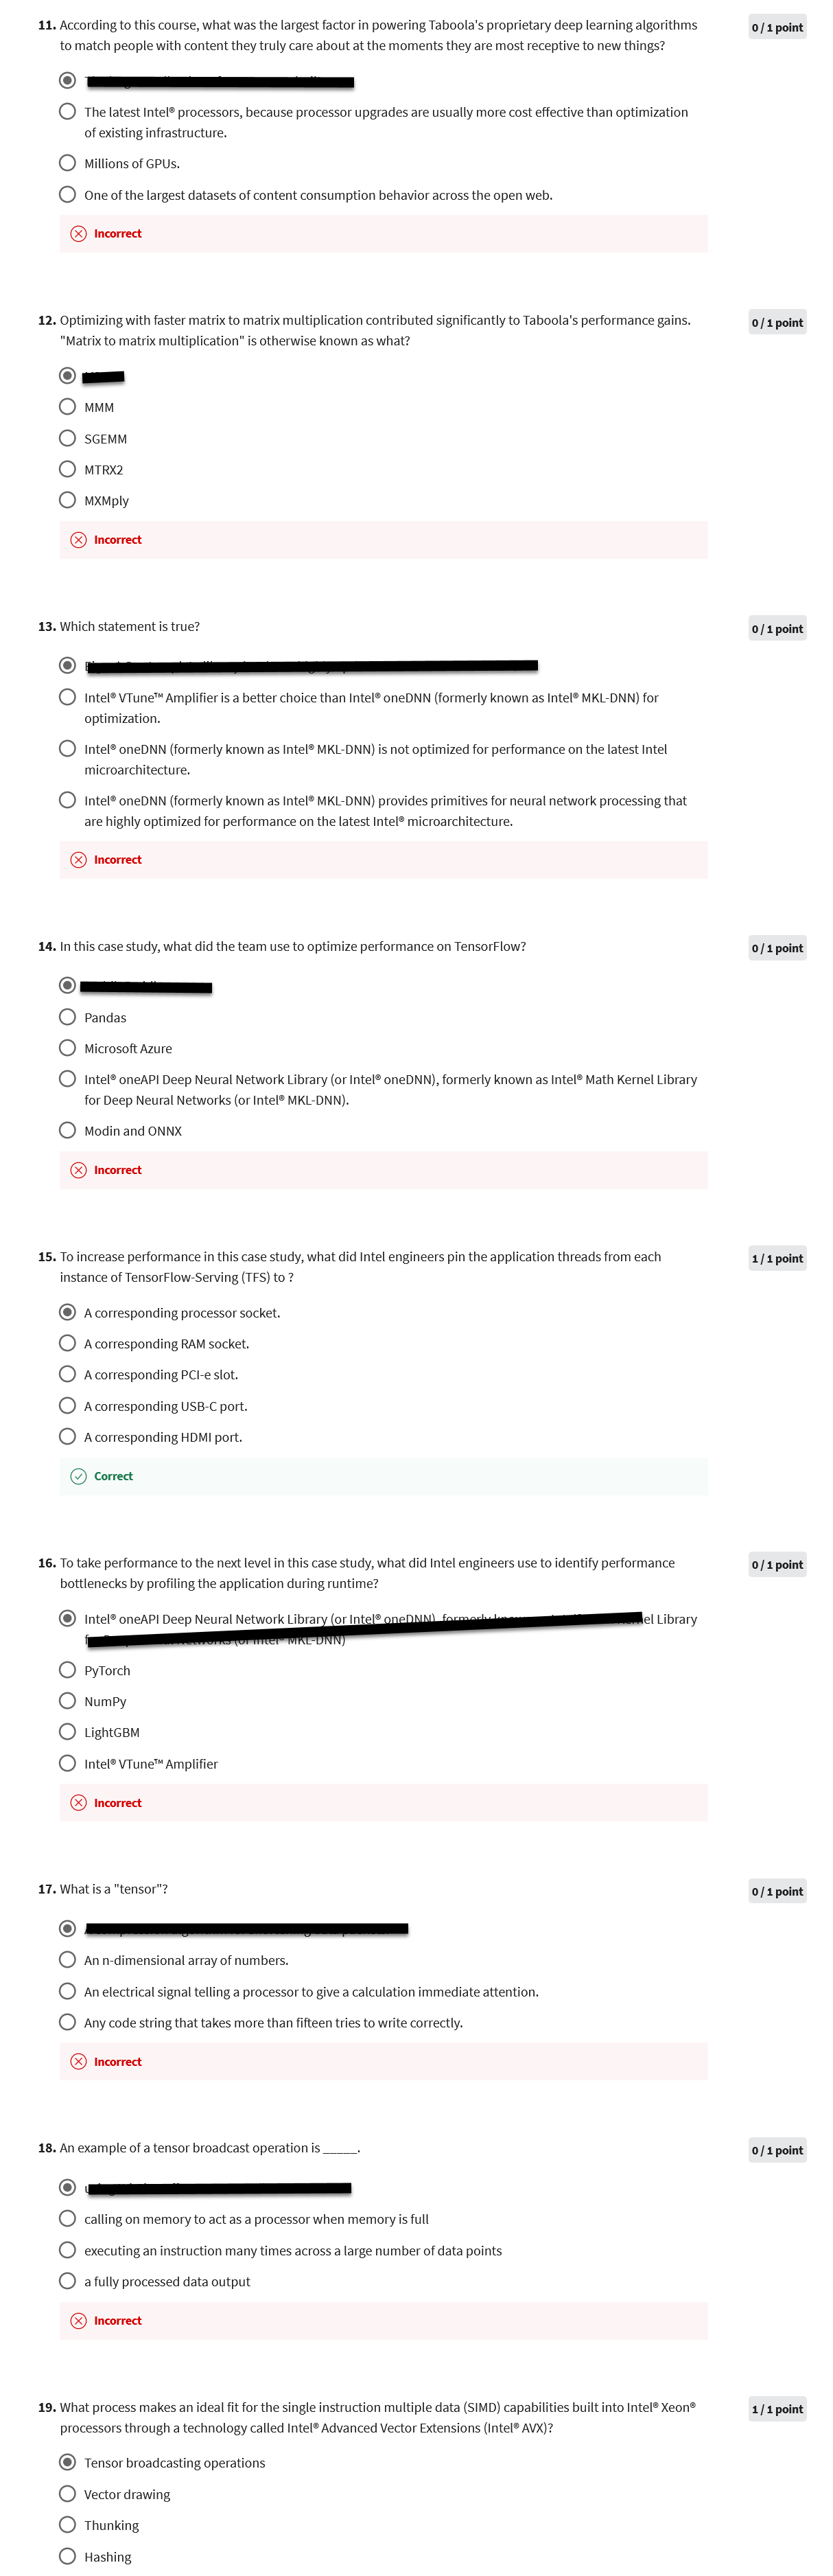 11. According to this course, what was the largest factor in powering Taboola's proprietary deep learning algorithms
to match people with content they truly care about at the moments they are most receptive to new things?
0 / 1 point
The latest Intel® processors, because processor upgrades are usually more cost effective than optimization
of existing infrastructure.
Millions of GPUs.
One of the largest datasets of content consumption behavior across the open web.
Incorrect
12. Optimizing with faster matrix to matrix multiplication contributed significantly to Taboola's performance gains.
"Matrix to matrix multiplication" is otherwise known as what?
0 / 1 point
MMM
SGEMM
MTRX2
MXMply
Incorrect
13. Which statement is true?
0 / 1 point
Intel® VTune™ Amplifier is a better choice than Intel® oneDNN (formerly known as Intel® MKL-DNN) for
optimization.
Intel® oneDNN (formerly known as Intel® MKL-DNN) is not optimized for performance on the latest Intel
microarchitecture.
Intel® oneDNN (formerly known as Intel® MKL-DNN) provides primitives for neural network processing that
are highly optimized for performance on the latest Intel® microarchitecture.
Incorrect
14. In this case study, what did the team use to optimize performance on TensorFlow?
0 / 1 point
Pandas
Microsoft Azure
Intel® oneAPI Deep Neural Network Library (or Intel® oneDNN), formerly known as Intel® Math Kernel Library
for Deep Neural Networks (or Intel® MKL-DNN).
Modin and ONNX
Incorrect
15. To increase performance in this case study, what did Intel engineers pin the application threads from each
instance of TensorFlow-Serving (TFS) to ?
1 / 1 point
A corresponding processor socket.
A corresponding RAM socket.
A corresponding PCI-e slot.
A corresponding USB-C port.
A corresponding HDMI port.
Correct
16. To take performance to the next level in this case study, what did Intel engineers use to identify performance
bottlenecks by profiling the application during runtime?
0 / 1 point
Intel® oneAPI Deep Neural Network Library (or Intel® oneDNN), Library
(or Intel® MKL-DNN)
PyTorch
NumPy
LightGBM
Intel® VTune™ Amplifier
Incorrect
17. What is a "tensor"?
0 / 1 point
An n-dimensional array of numbers.
An electrical signal telling a processor to give a calculation immediate attention.
Any code string that takes more than fifteen tries to write correctly.
Incorrect
18. An example of a tensor broadcast operation is _____.
0 / 1 point
calling on memory to act as a processor when memory is full
executing an instruction many times across a large number of data points
a fully processed data output
Incorrect
19. What process makes an ideal fit for the single instruction multiple data (SIMD) capabilities built into Intel® Xeon®
processors through a technology called Intel® Advanced Vector Extensions (Intel® AVX)?
1 / 1 point
Tensor broadcasting operations
Vector drawing
Thunking
Hashing